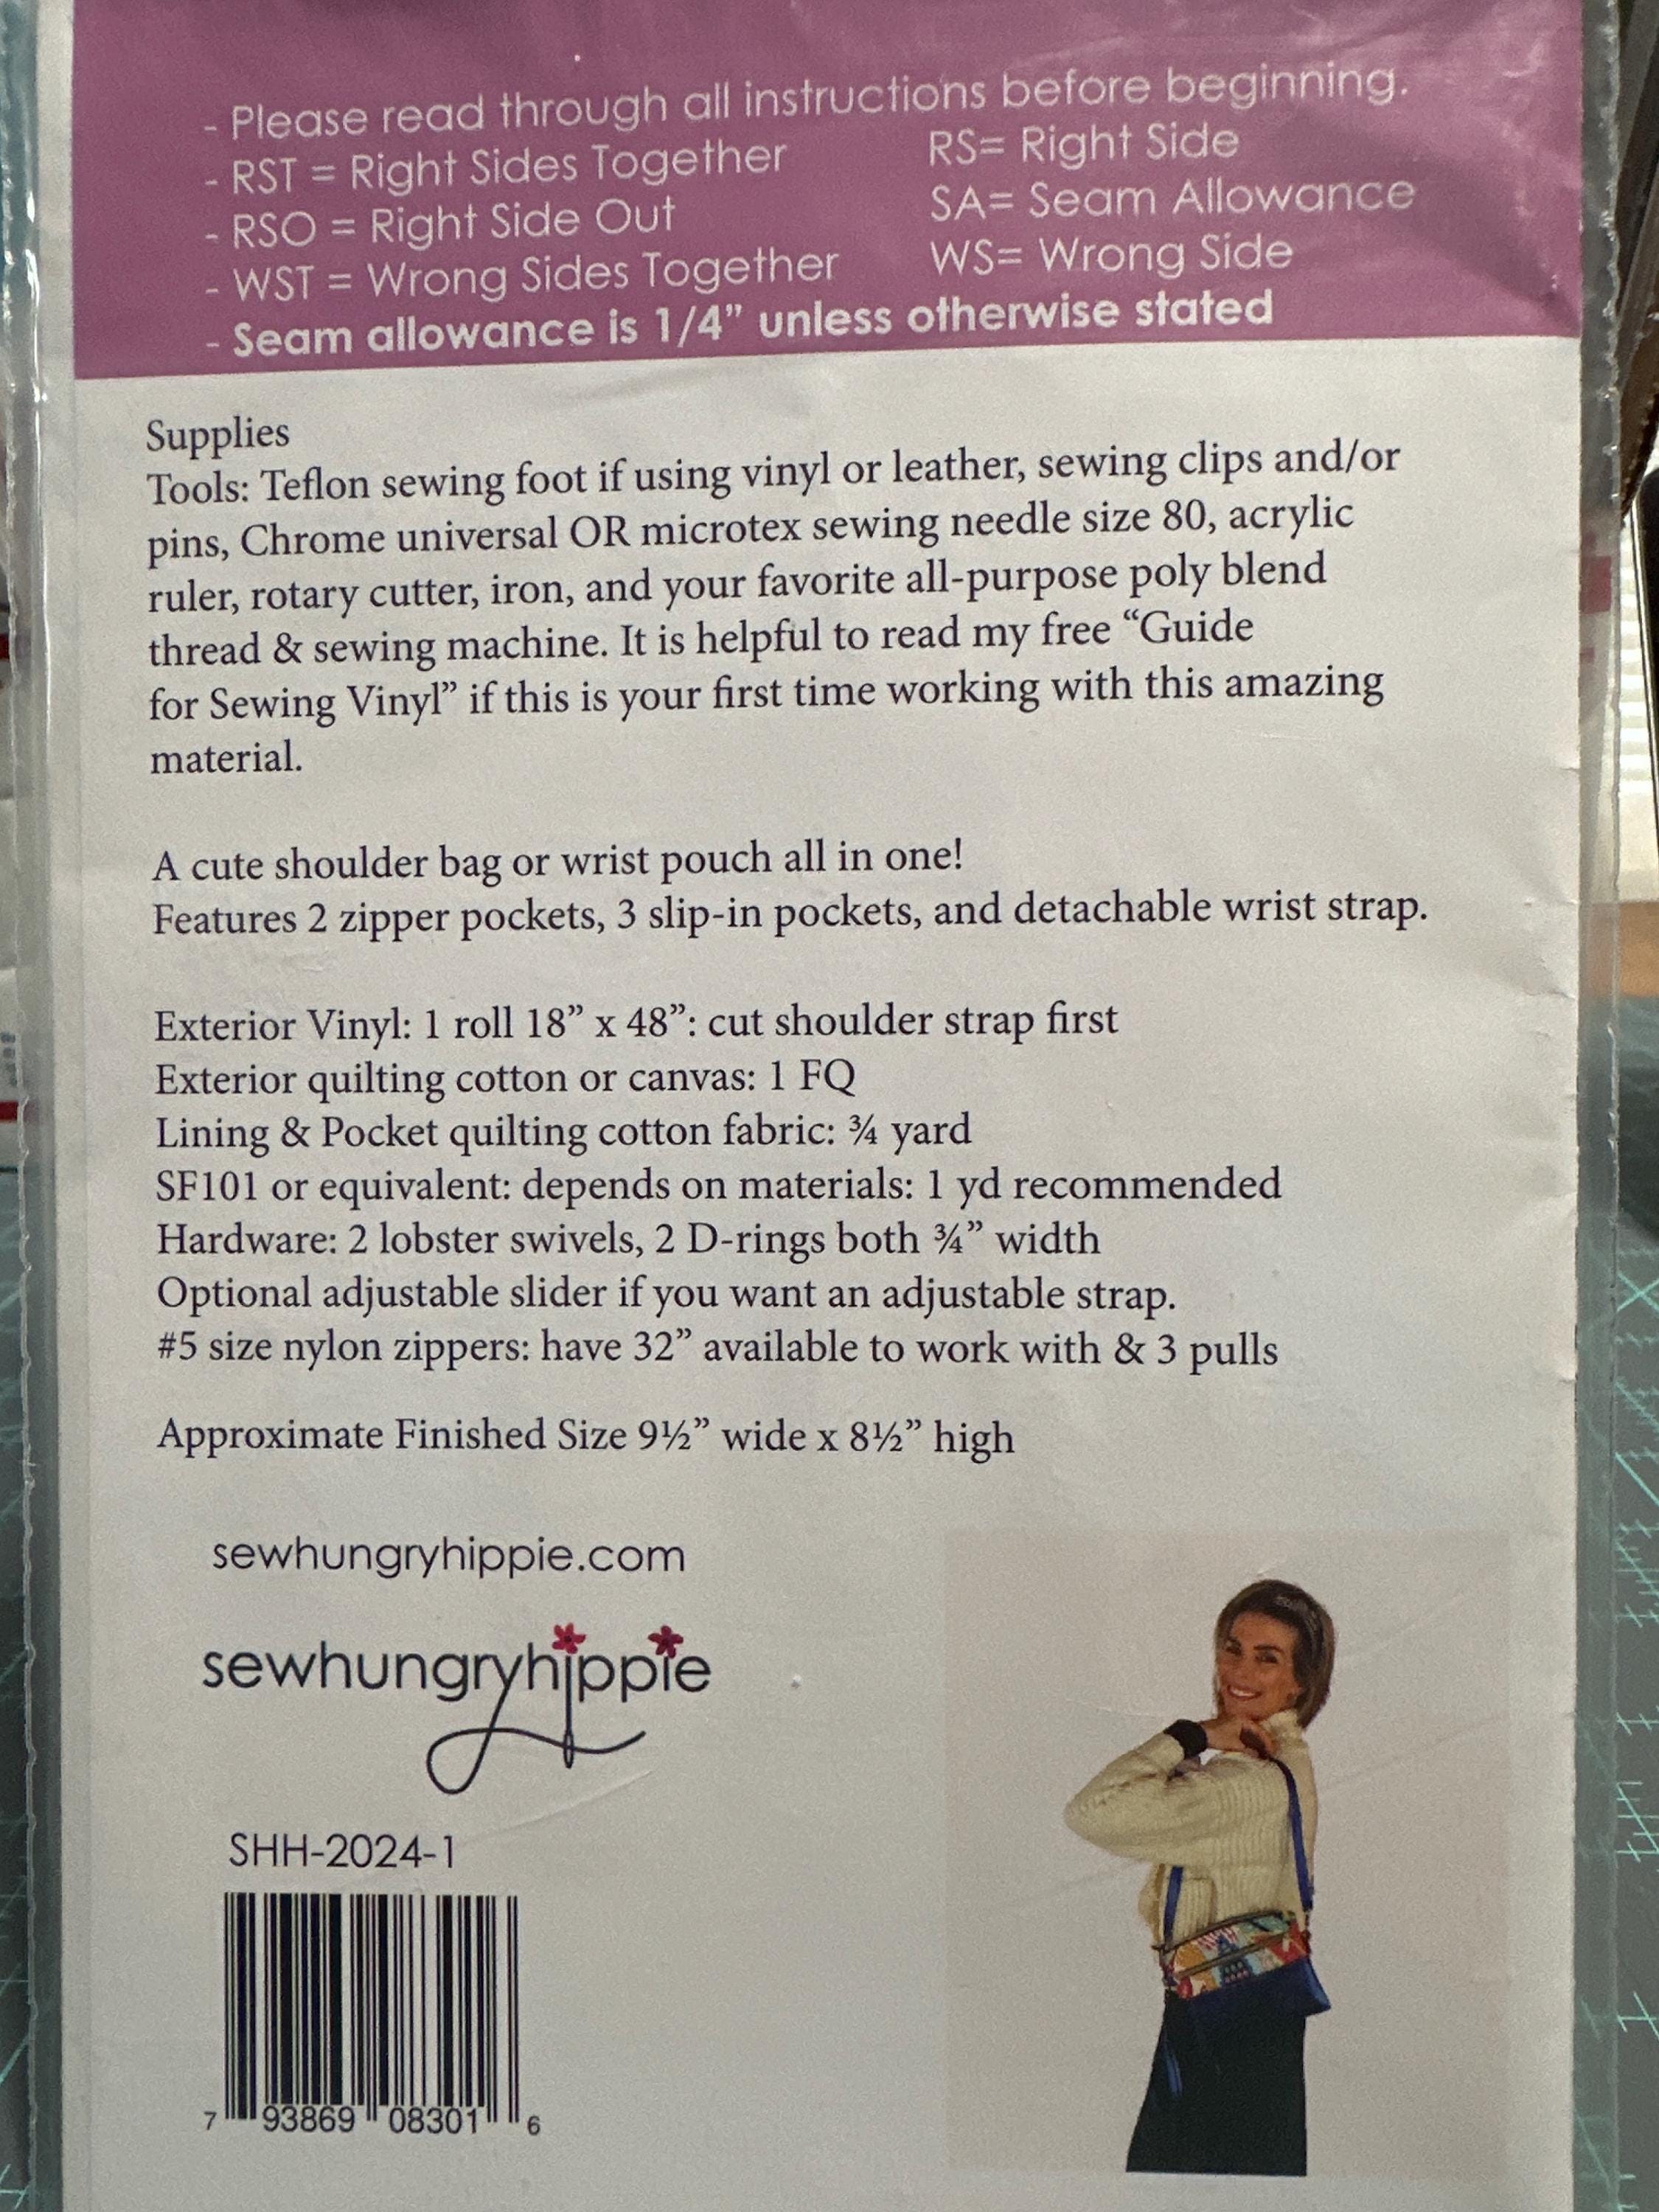 - Please read through all instructions before beginning.
- RST = Right Sides Together RS= Right Side
- RSO = Right Side Out SA= Seam Allowance
- WST = Wrong Sides Together WS= Wrong Side
- Seam allowance is 1/4” unless otherwise stated
Supplies
Tools: Teflon sewing foot if using vinyl or leather, sewing clips and/or
pins, Chrome universal OR microtex sewing needle size 80, acrylic
ruler, rotary cutter, iron, and your favorite all-purpose poly blend
thread & sewing machine. It is helpful to read my free “Guide
for Sewing Vinyl” if this is your first time working with this amazing
material.
A cute shoulder bag or wrist pouch all in one!
Features 2 zipper pockets, 3 slip-in pockets, and detachable wrist strap.
Exterior Vinyl: 1 roll 18” x 48”: cut shoulder strap first
Exterior quilting cotton or canvas: 1 FQ
Lining & Pocket quilting cotton fabric: ¾ yard
SF101 or equivalent: depends on materials: 1 yd recommended
Hardware: 2 lobster swivels, 2 D-rings both ¾” width
Optional adjustable slider if you want an adjustable strap.
#5 size nylon zippers: have 32” available to work with & 3 pulls
Approximate Finished Size 9½” wide x 8½” high
sewhungryhippie.com
sewhungryhippie
SHH-2024-1
7 93869 08301 6